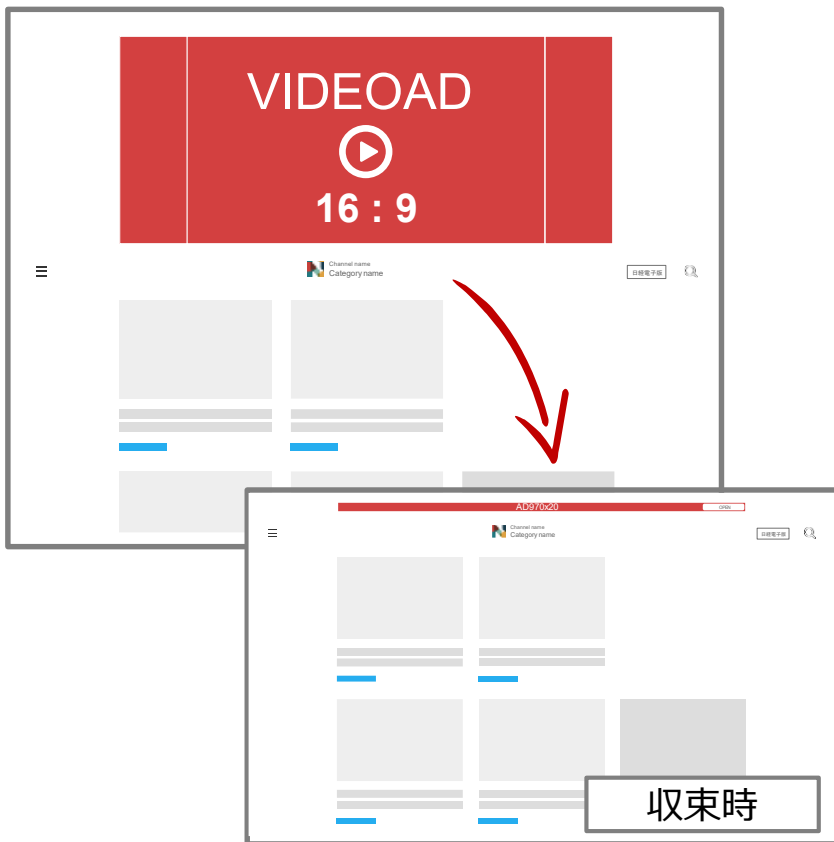 VIDEOAD
16：9
Channel name
Category name
日経電子版
AD970x20
OPEN
Channel name
Category name
日経電子版
収束時